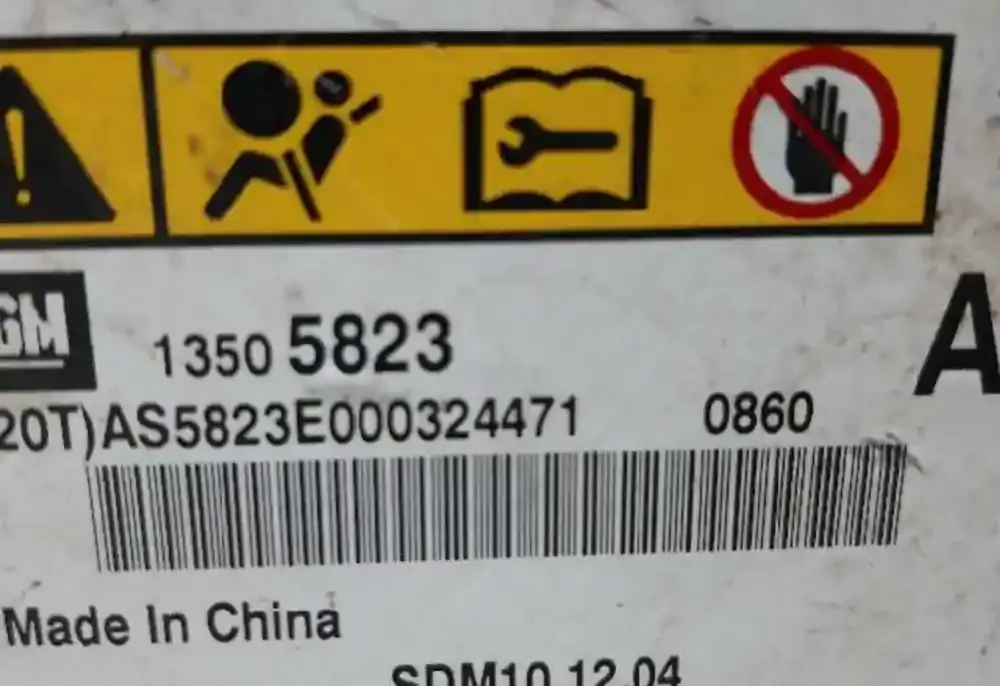 GM
1350 5823
A
20T)AS5823E000324471 0860
Made In China
SDM10 12.04